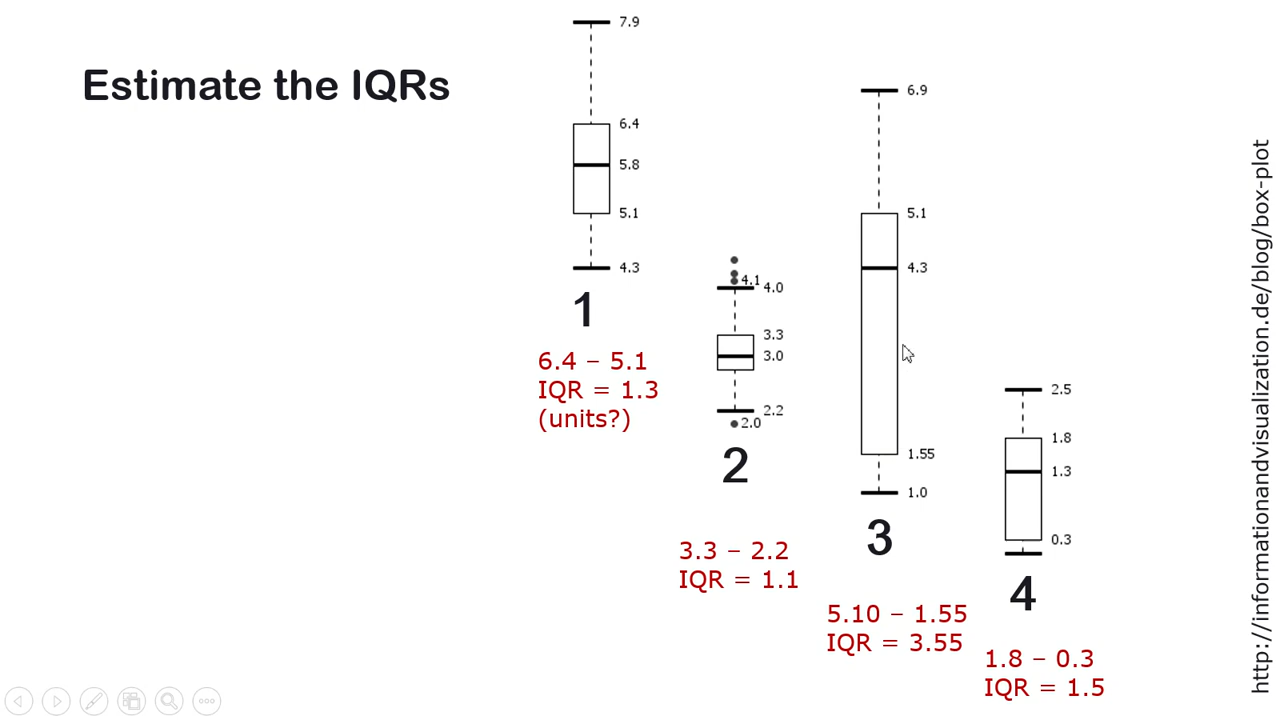 Estimate the IQRs
7.9
6.4
5.8
5.1
4.3
1
6.4 – 5.1
IQR = 1.3
(units?)
4.1
4.0
3.3
3.0
2.2
2.0
2
3.3 – 2.2
IQR = 1.1
6.9
5.1
4.3
1.55
1.0
3
5.10 – 1.55
IQR = 3.55
2.5
1.8
1.3
0.3
4
1.8 – 0.3
IQR = 1.5
http://informationandvisualization.de/blog/box-plot